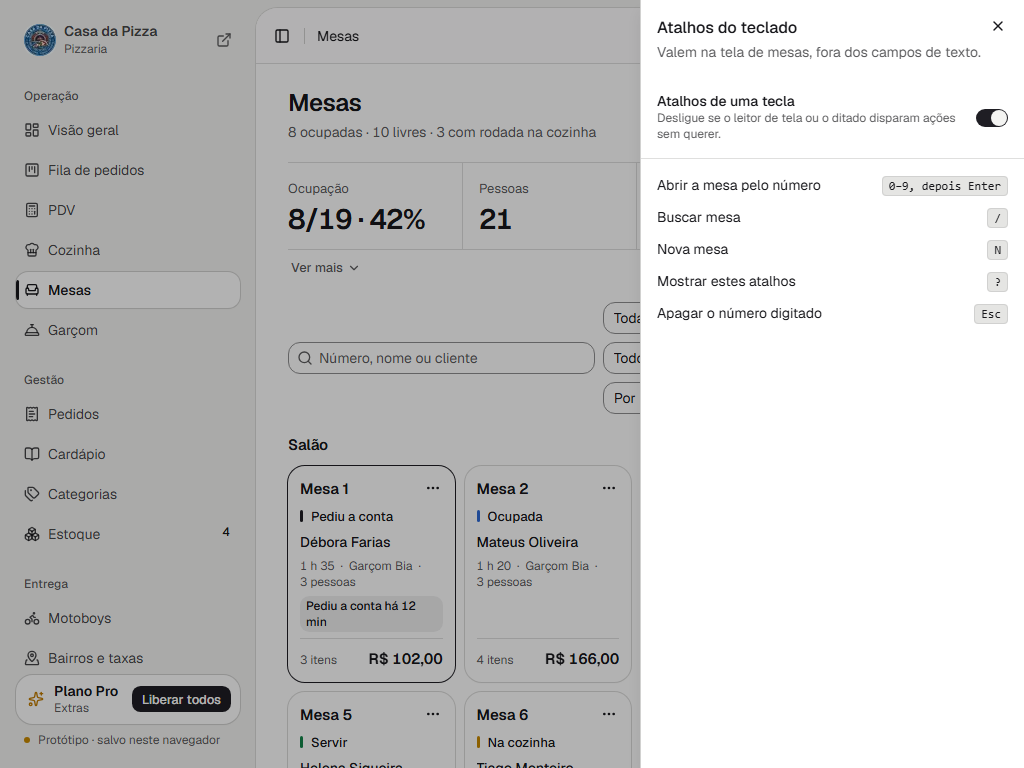 Casa da Pizza
Pizzaria
Operação
Visão geral
Fila de pedidos
PDV
Cozinha
Mesas
Garçom
Gestão
Pedidos
Cardápio
Categorias
Estoque 4
Entrega
Motoboys
Bairros e taxas
Plano Pro
Extras
Liberar todos
Protótipo · salvo neste navegador
Mesas
Mesas
8 ocupadas · 10 livres · 3 com rodada na cozinha
Ocupação
8/19 · 42%
Pessoas
21
Ver mais
Número, nome ou cliente
Por
Salão
Mesa 1
Pediu a conta
Débora Farias
1 h 35 · Garçom Bia ·
3 pessoas
Pediu a conta há 12
min
3 itens R$ 102,00
Mesa 2
Ocupada
Mateus Oliveira
1 h 20 · Garçom Bia ·
3 pessoas
4 itens R$ 166,00
Mesa 5
Servir
Helena Siqueira
Mesa 6
Na cozinha
Tiago Monteiro
Atalhos do teclado
Valem na tela de mesas, fora dos campos de texto.
Atalhos de uma tecla
Desligue se o leitor de tela ou o ditado disparam ações
sem querer.
Abrir a mesa pelo número 0–9, depois Enter
Buscar mesa /
Nova mesa N
Mostrar estes atalhos ?
Apagar o número digitado Esc